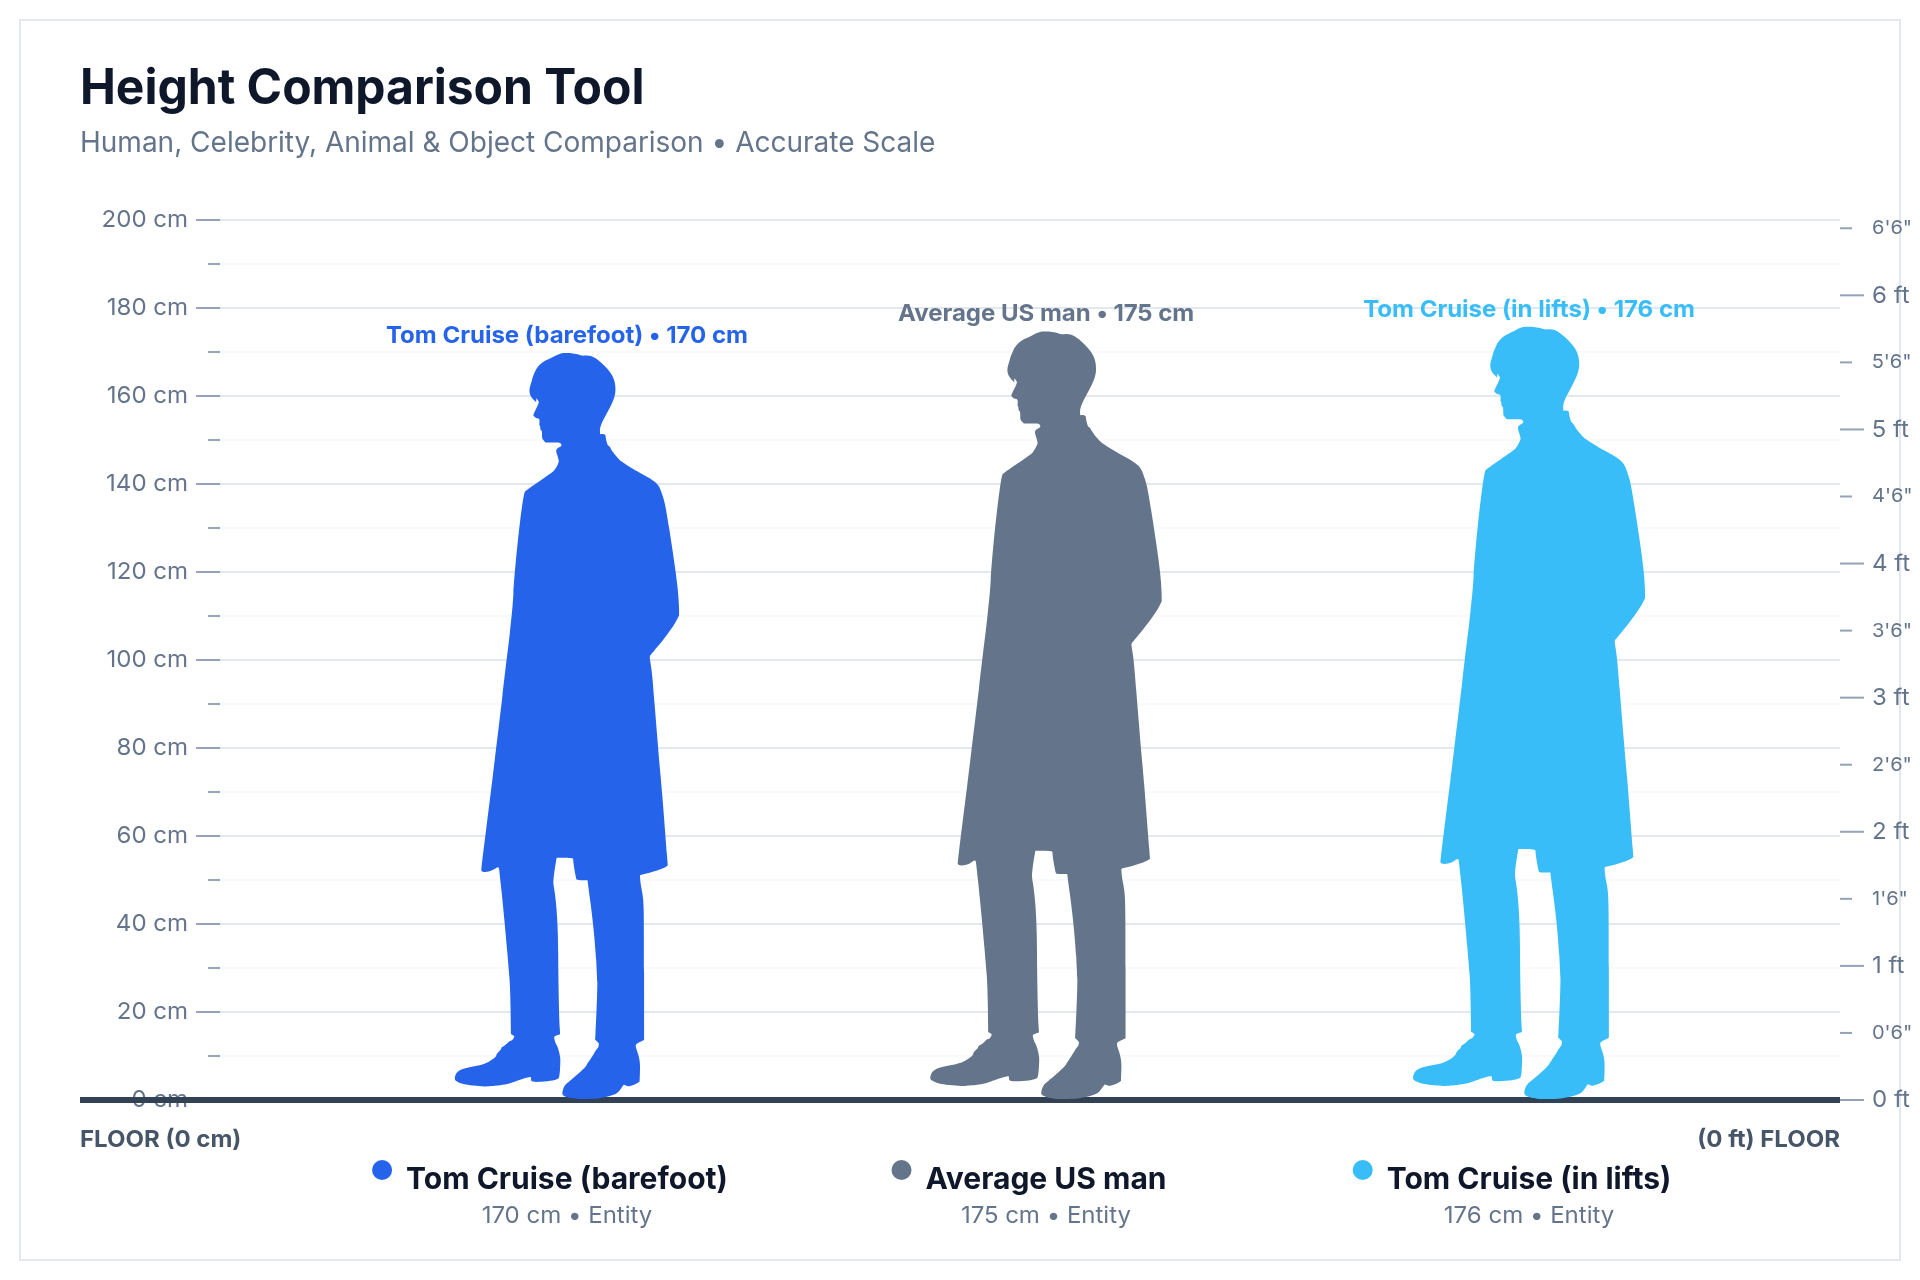 Height Comparison Tool
Human, Celebrity, Animal & Object Comparison • Accurate Scale
200 cm
180 cm
160 cm
140 cm
120 cm
100 cm
80 cm
60 cm
40 cm
20 cm
0 cm
Tom Cruise (barefoot) • 170 cm
Average US man • 175 cm
Tom Cruise (in lifts) • 176 cm
6'6"
6 ft
5'6"
5 ft
4'6"
4 ft
3'6"
3 ft
2'6"
2 ft
1'6"
1 ft
0'6"
0 ft
FLOOR (0 cm)
(0 ft) FLOOR
Tom Cruise (barefoot)
170 cm • Entity
Average US man
175 cm • Entity
Tom Cruise (in lifts)
176 cm • Entity